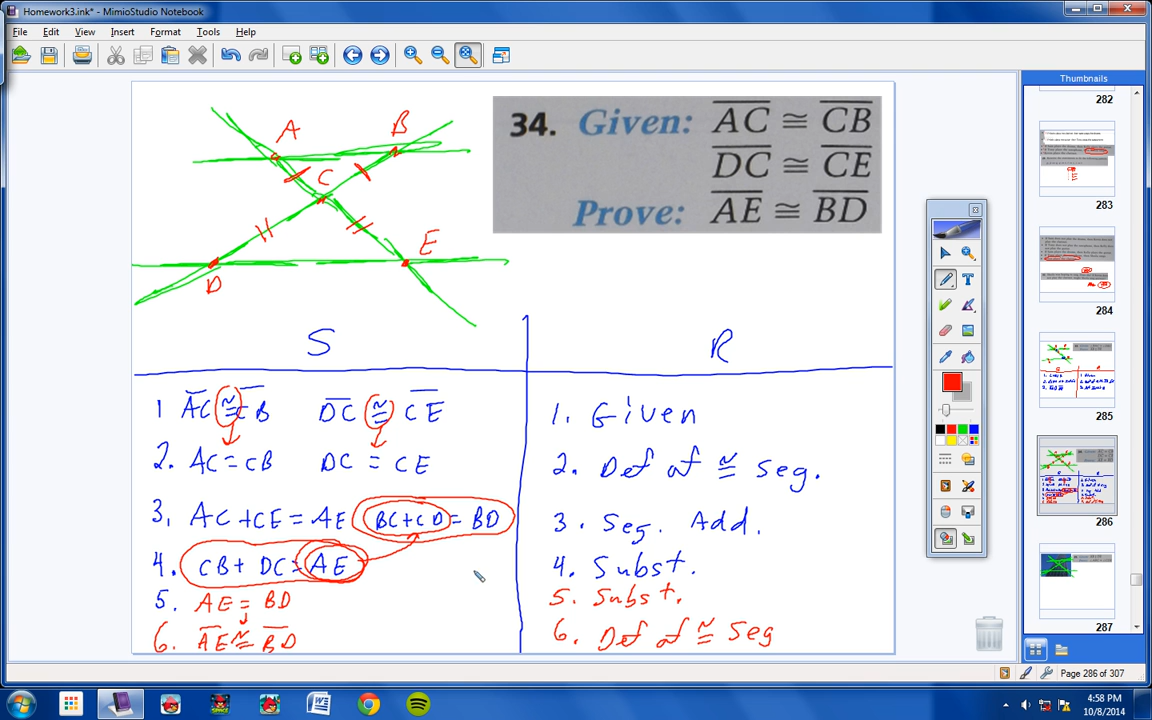 Homework3.ink* - MimioStudio Notebook
File Edit View Insert Format Tools Help
Thumbnails
282
283
284
285
286
287
A
B
C
D
E
34. Given: AC ≅ CB
DC ≅ CE
Prove: AE ≅ BD
S R
1 AC ≅ CB DC ≅ CE 1. Given
2. AC = CB DC = CE 2. Def of ≅ seg.
3. AC + CE = AE BC + CD = BD 3. Seg. Add.
4. CB + DC = AE 4. Subst.
5. AE = BD 5. Subst.
6. AE ≅ BD 6. Def of ≅ Seg
Page 286 of 307
4:58 PM
10/8/2014